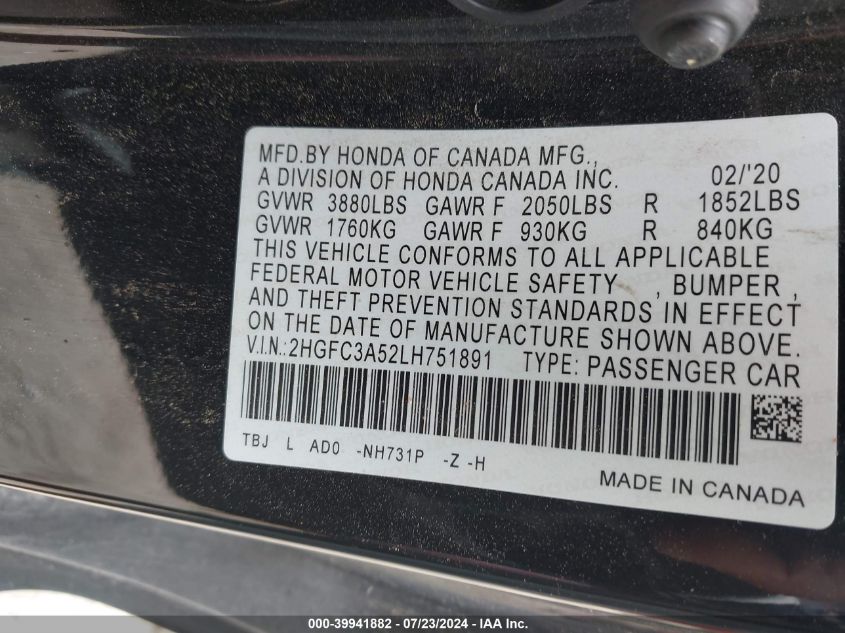 MFD.BY HONDA OF CANADA MFG.,
A DIVISION OF HONDA CANADA INC. 02/'20
GVWR 3880LBS GAWR F 2050LBS R 1852LBS
GVWR 1760KG GAWR F 930KG R 840KG
THIS VEHICLE CONFORMS TO ALL APPLICABLE
FEDERAL MOTOR VEHICLE SAFETY , BUMPER ,
AND THEFT PREVENTION STANDARDS IN EFFECT
ON THE DATE OF MANUFACTURE SHOWN ABOVE.
V.I.N.:2HGFC3A52LH751891 TYPE: PASSENGER CAR
TBJ L AD0 -NH731P -Z -H
MADE IN CANADA
000-39941882 / 07/23/2024 - © IAA, Inc.